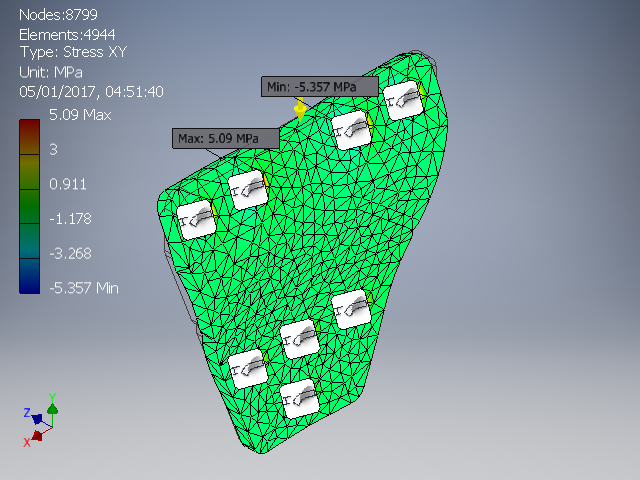 Nodes:8799
Elements:4944
Type: Stress XY
Unit: MPa
05/01/2017, 04:51:40
5.09 Max
3
0.911
-1.178
-3.268
-5.357 Min
Min: -5.357 MPa
Max: 5.09 MPa
Y
Z
X